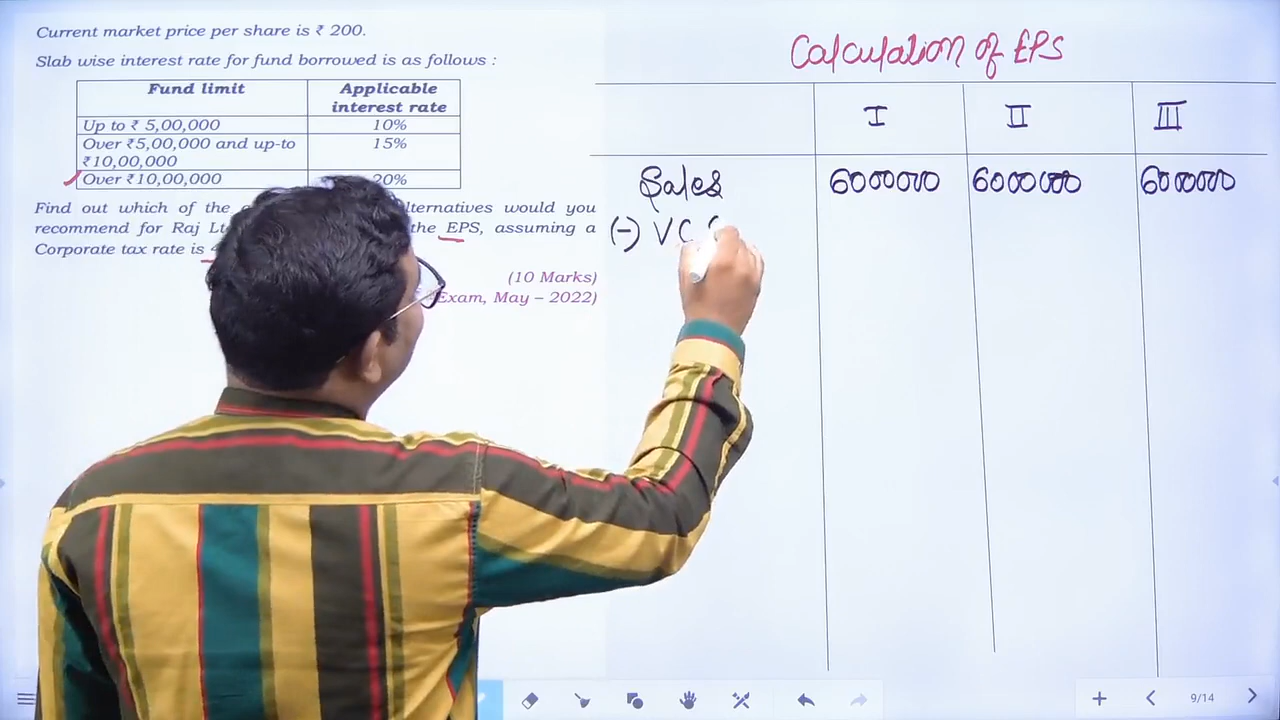 Current market price per share is ₹ 200.
Slab wise interest rate for fund borrowed is as follows :
Fund limit Applicable interest rate
Up to ₹ 5,00,000 10%
Over ₹5,00,000 and up-to ₹10,00,000 15%
Over ₹10,00,000 20%
Find out which of the lternatives would you
recommend for Raj Lt the EPS, assuming a
Corporate tax rate is
(10 Marks)
Exam, May – 2022)
Calculation of EPS
I II III
Sales 6000000 6000000 6000000
(-) VC
9/14